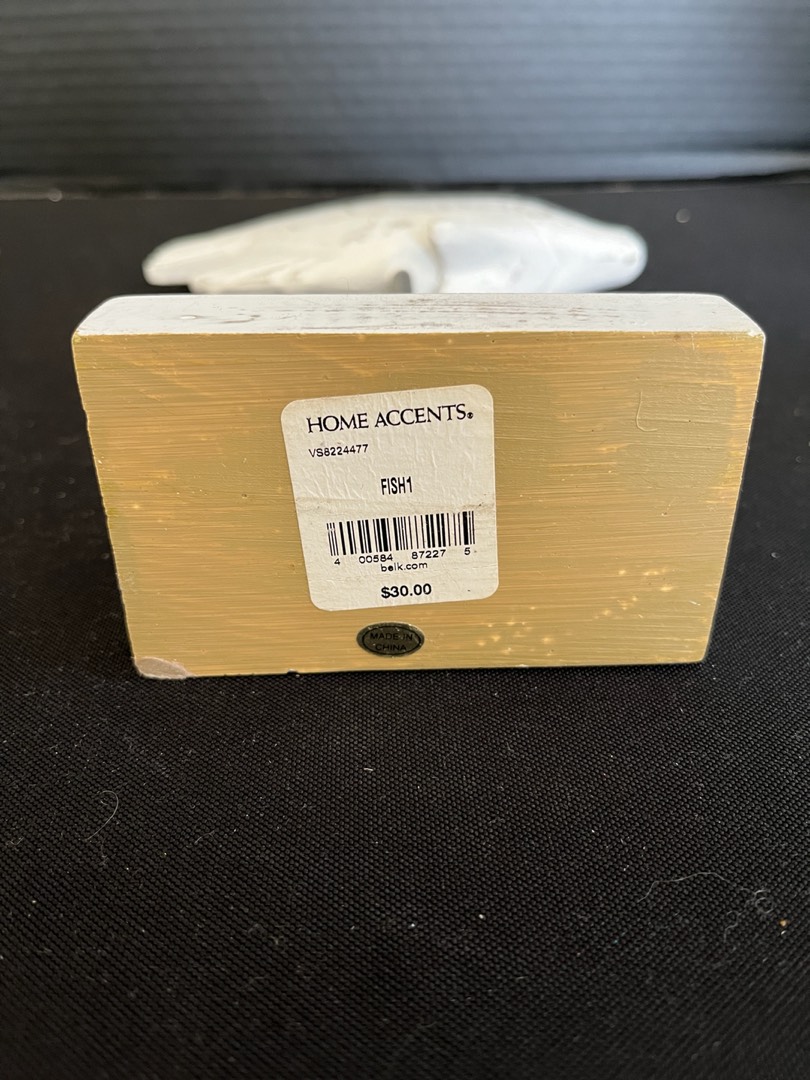 HOME ACCENTS®
VS8224477
FISH1
4 00584 87227 5
belk.com
$30.00
MADE IN
CHINA